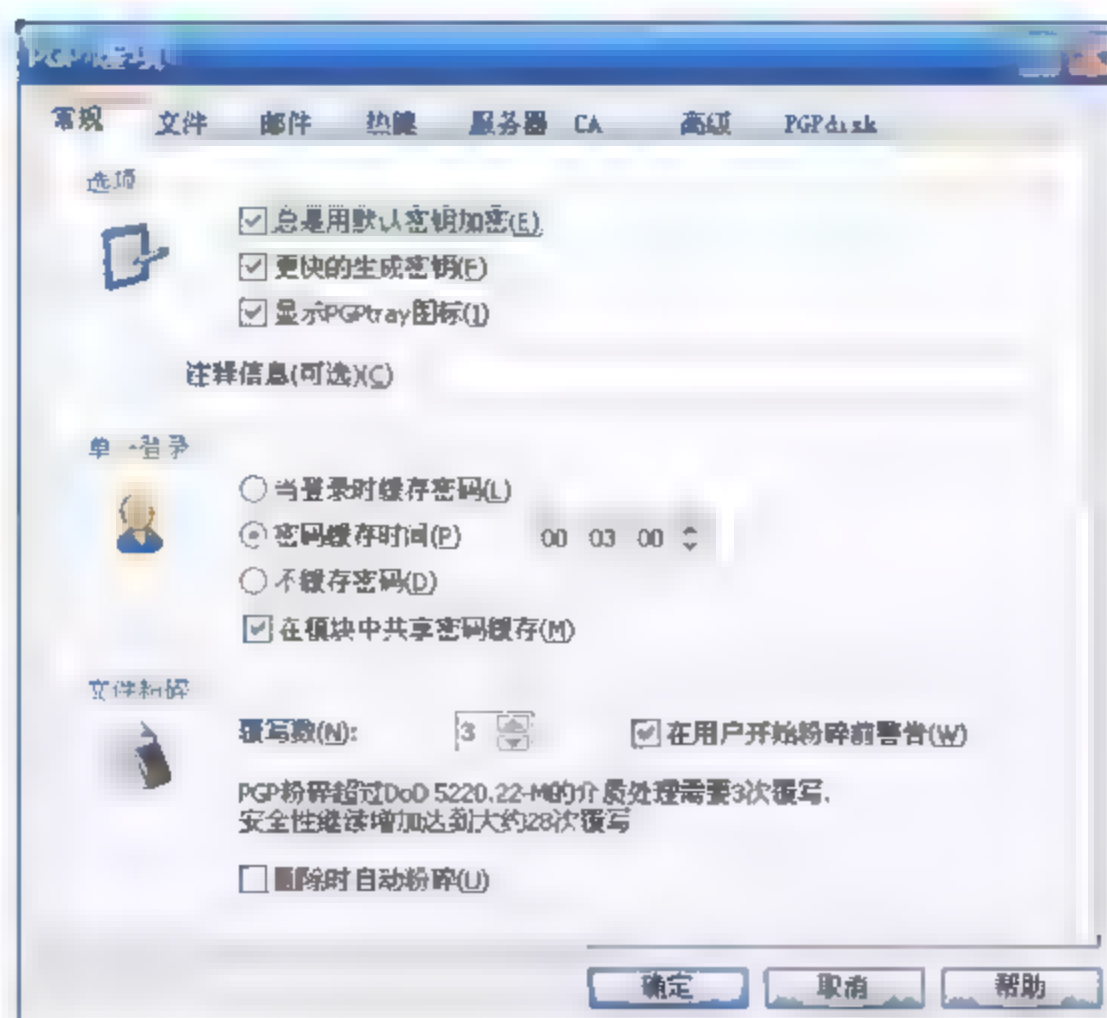 常规 文件 邮件 热键 服务器 CA 高级 PGPdisk
选项
总是用默认密钥加密(E)
更快的生成密钥(F)
显示PGPtray图标(I)
注释信息(可选)(C)
单一登录
当登录时缓存密码(L)
密码缓存时间(P) 00 03 00
不缓存密码(D)
在模块中共享密码缓存(M)
文件粉碎
覆写数(N): 3 在用户开始粉碎前警告(W)
PGP粉碎超过DoD 5220.22-M的介质处理需要3次覆写.
安全性继续增加达到大约28次覆写
删除时自动粉碎(U)
确定 取消 帮助